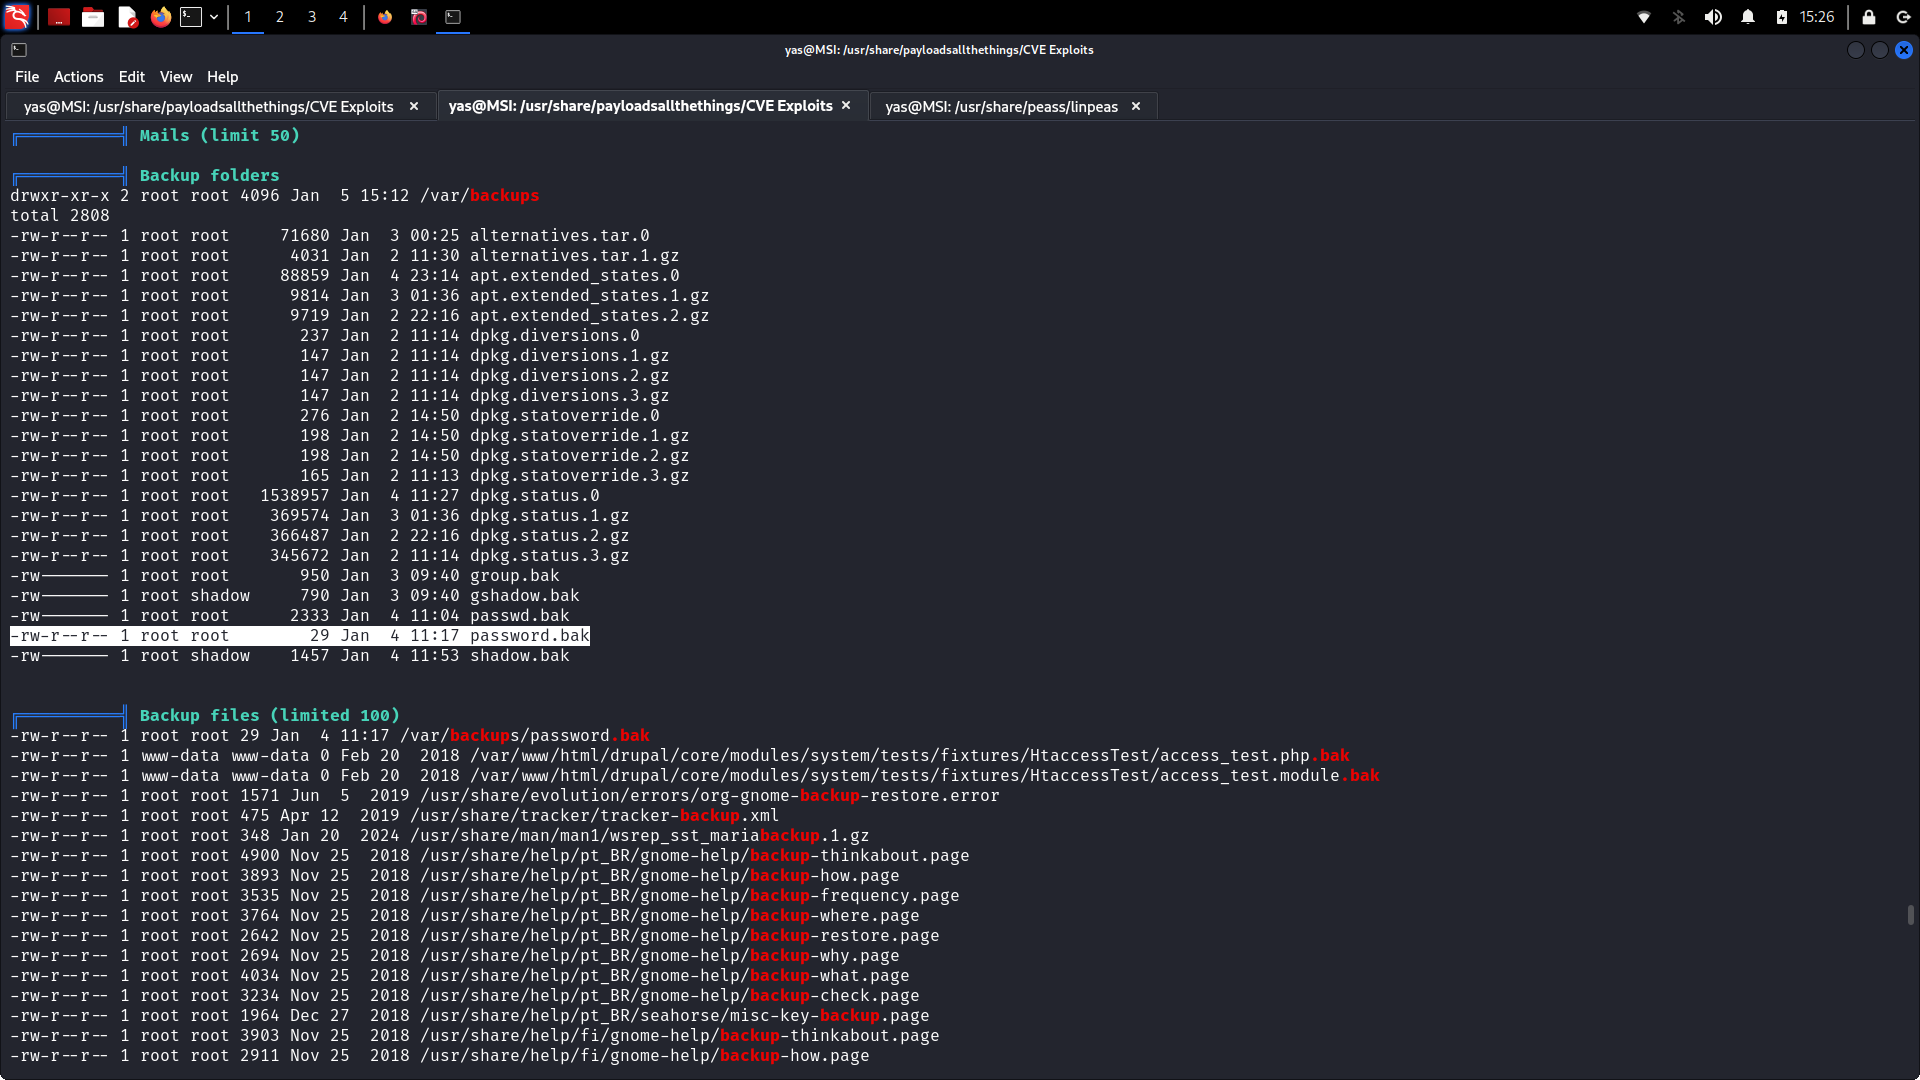 1 2 3 4 15:26
yas@MSI: /usr/share/payloadsallthethings/CVE Exploits
File Actions Edit View Help
yas@MSI: /usr/share/payloadsallthethings/CVE Exploits × yas@MSI: /usr/share/payloadsallthethings/CVE Exploits × yas@MSI: /usr/share/peass/linpeas ×
╔══════════╣ Mails (limit 50)
╔══════════╣ Backup folders
drwxr-xr-x 2 root root 4096 Jan  5 15:12 /var/backups
total 2808
-rw-r--r-- 1 root root     71680 Jan  3 00:25 alternatives.tar.0
-rw-r--r-- 1 root root      4031 Jan  2 11:30 alternatives.tar.1.gz
-rw-r--r-- 1 root root     88859 Jan  4 23:14 apt.extended_states.0
-rw-r--r-- 1 root root      9814 Jan  3 01:36 apt.extended_states.1.gz
-rw-r--r-- 1 root root      9719 Jan  2 22:16 apt.extended_states.2.gz
-rw-r--r-- 1 root root       237 Jan  2 11:14 dpkg.diversions.0
-rw-r--r-- 1 root root       147 Jan  2 11:14 dpkg.diversions.1.gz
-rw-r--r-- 1 root root       147 Jan  2 11:14 dpkg.diversions.2.gz
-rw-r--r-- 1 root root       147 Jan  2 11:14 dpkg.diversions.3.gz
-rw-r--r-- 1 root root       276 Jan  2 14:50 dpkg.statoverride.0
-rw-r--r-- 1 root root       198 Jan  2 14:50 dpkg.statoverride.1.gz
-rw-r--r-- 1 root root       198 Jan  2 14:50 dpkg.statoverride.2.gz
-rw-r--r-- 1 root root       165 Jan  2 11:13 dpkg.statoverride.3.gz
-rw-r--r-- 1 root root   1538957 Jan  4 11:27 dpkg.status.0
-rw-r--r-- 1 root root    369574 Jan  3 01:36 dpkg.status.1.gz
-rw-r--r-- 1 root root    366487 Jan  2 22:16 dpkg.status.2.gz
-rw-r--r-- 1 root root    345672 Jan  2 11:14 dpkg.status.3.gz
-rw------- 1 root root       950 Jan  3 09:40 group.bak
-rw------- 1 root shadow     790 Jan  3 09:40 gshadow.bak
-rw------- 1 root root      2333 Jan  4 11:04 passwd.bak
-rw-r--r-- 1 root root        29 Jan  4 11:17 password.bak
-rw------- 1 root shadow    1457 Jan  4 11:53 shadow.bak
╔══════════╣ Backup files (limited 100)
-rw-r--r-- 1 root root 29 Jan  4 11:17 /var/backups/password.bak
-rw-r--r-- 1 www-data www-data 0 Feb 20  2018 /var/www/html/drupal/core/modules/system/tests/fixtures/HtaccessTest/access_test.php.bak
-rw-r--r-- 1 www-data www-data 0 Feb 20  2018 /var/www/html/drupal/core/modules/system/tests/fixtures/HtaccessTest/access_test.module.bak
-rw-r--r-- 1 root root 1571 Jun  5  2019 /usr/share/evolution/errors/org-gnome-backup-restore.error
-rw-r--r-- 1 root root 475 Apr 12  2019 /usr/share/tracker/tracker-backup.xml
-rw-r--r-- 1 root root 348 Jan 20  2024 /usr/share/man/man1/wsrep_sst_mariabackup.1.gz
-rw-r--r-- 1 root root 4900 Nov 25  2018 /usr/share/help/pt_BR/gnome-help/backup-thinkabout.page
-rw-r--r-- 1 root root 3893 Nov 25  2018 /usr/share/help/pt_BR/gnome-help/backup-how.page
-rw-r--r-- 1 root root 3535 Nov 25  2018 /usr/share/help/pt_BR/gnome-help/backup-frequency.page
-rw-r--r-- 1 root root 3764 Nov 25  2018 /usr/share/help/pt_BR/gnome-help/backup-where.page
-rw-r--r-- 1 root root 2642 Nov 25  2018 /usr/share/help/pt_BR/gnome-help/backup-restore.page
-rw-r--r-- 1 root root 2694 Nov 25  2018 /usr/share/help/pt_BR/gnome-help/backup-why.page
-rw-r--r-- 1 root root 4034 Nov 25  2018 /usr/share/help/pt_BR/gnome-help/backup-what.page
-rw-r--r-- 1 root root 3234 Nov 25  2018 /usr/share/help/pt_BR/gnome-help/backup-check.page
-rw-r--r-- 1 root root 1964 Dec 27  2018 /usr/share/help/pt_BR/seahorse/misc-key-backup.page
-rw-r--r-- 1 root root 3903 Nov 25  2018 /usr/share/help/fi/gnome-help/backup-thinkabout.page
-rw-r--r-- 1 root root 2911 Nov 25  2018 /usr/share/help/fi/gnome-help/backup-how.page